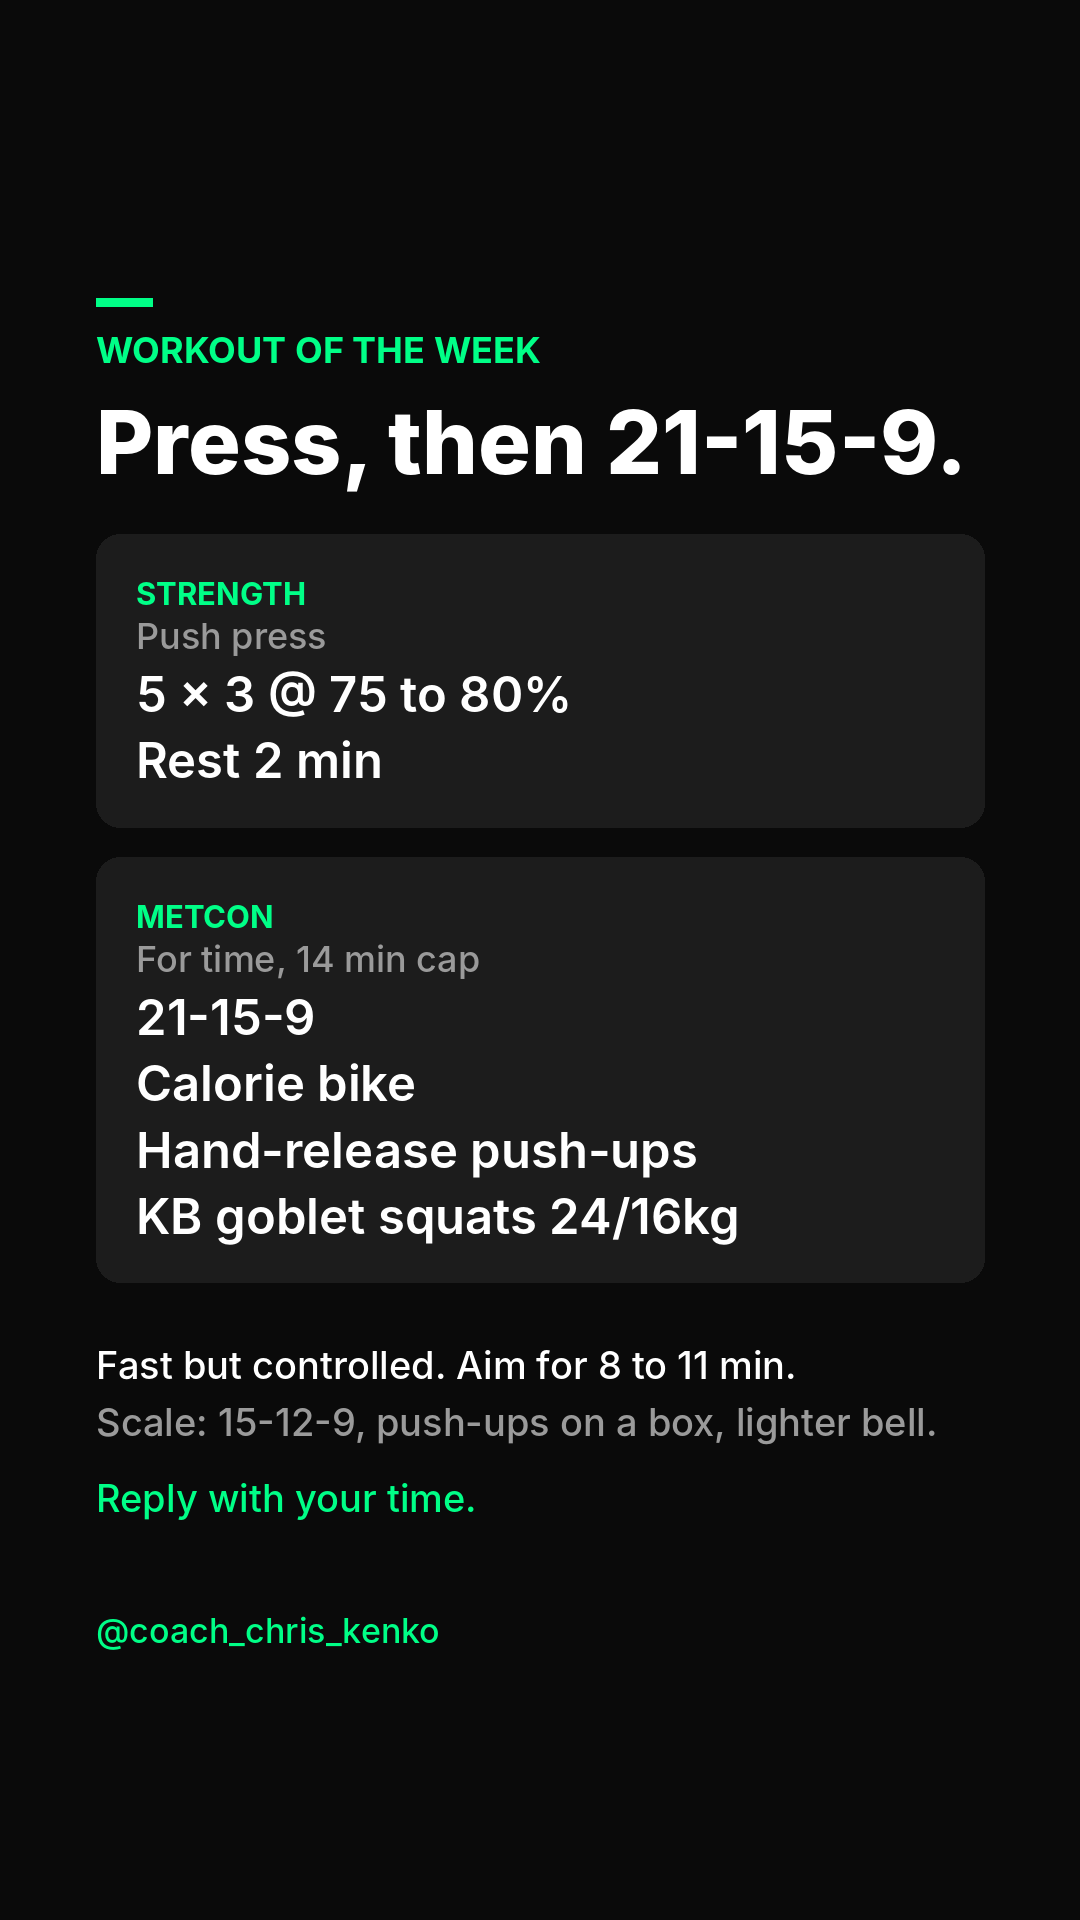 WORKOUT OF THE WEEK
Press, then 21-15-9.
STRENGTH
Push press
5 × 3 @ 75 to 80%
Rest 2 min
METCON
For time, 14 min cap
21-15-9
Calorie bike
Hand-release push-ups
KB goblet squats 24/16kg
Fast but controlled. Aim for 8 to 11 min.
Scale: 15-12-9, push-ups on a box, lighter bell.
Reply with your time.
@coach_chris_kenko